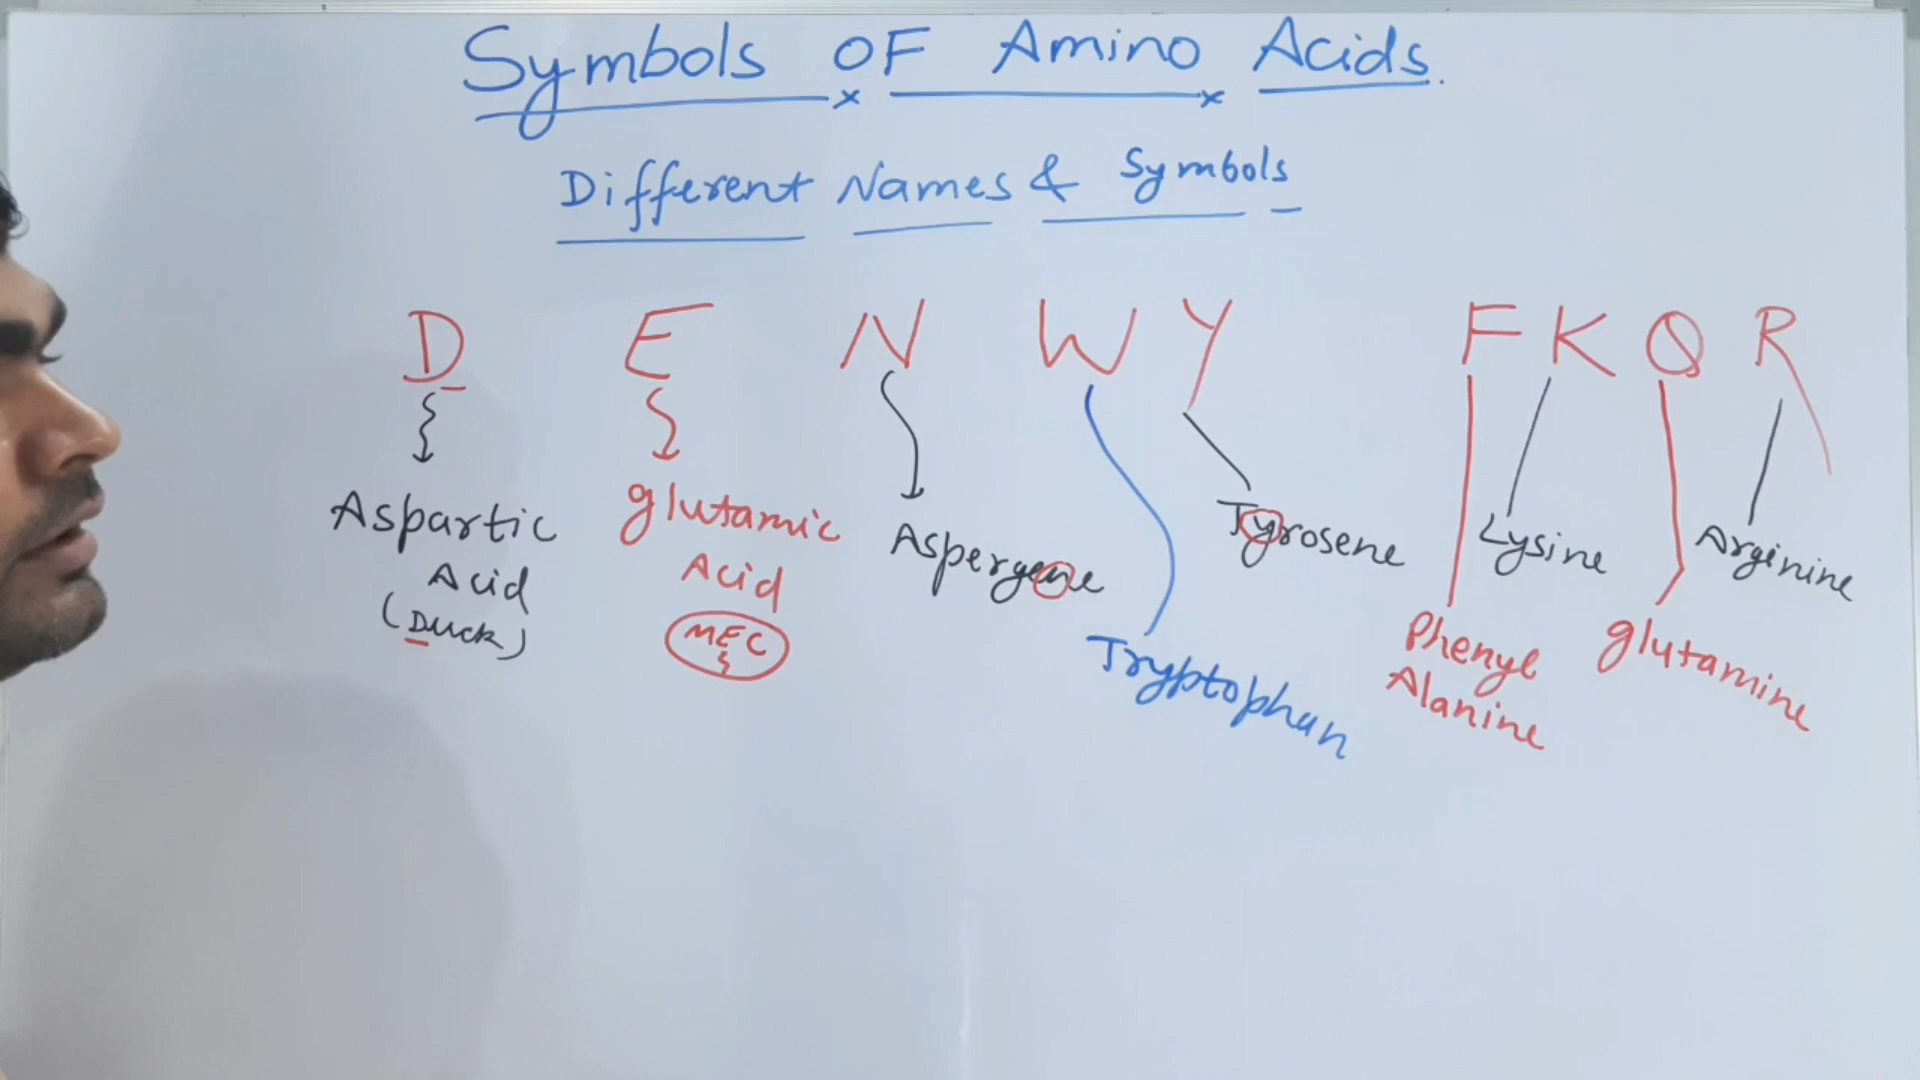 Symbols OF Amino Acids.
Different Names & Symbols
D E N W Y F K Q R
Aspartic
Acid
(Duck)
glutamic
Acid
MEC
Aspergene
Tryptophan
Tyrosene
Phenyl
Alanine
Lysine
glutamine
Arginine